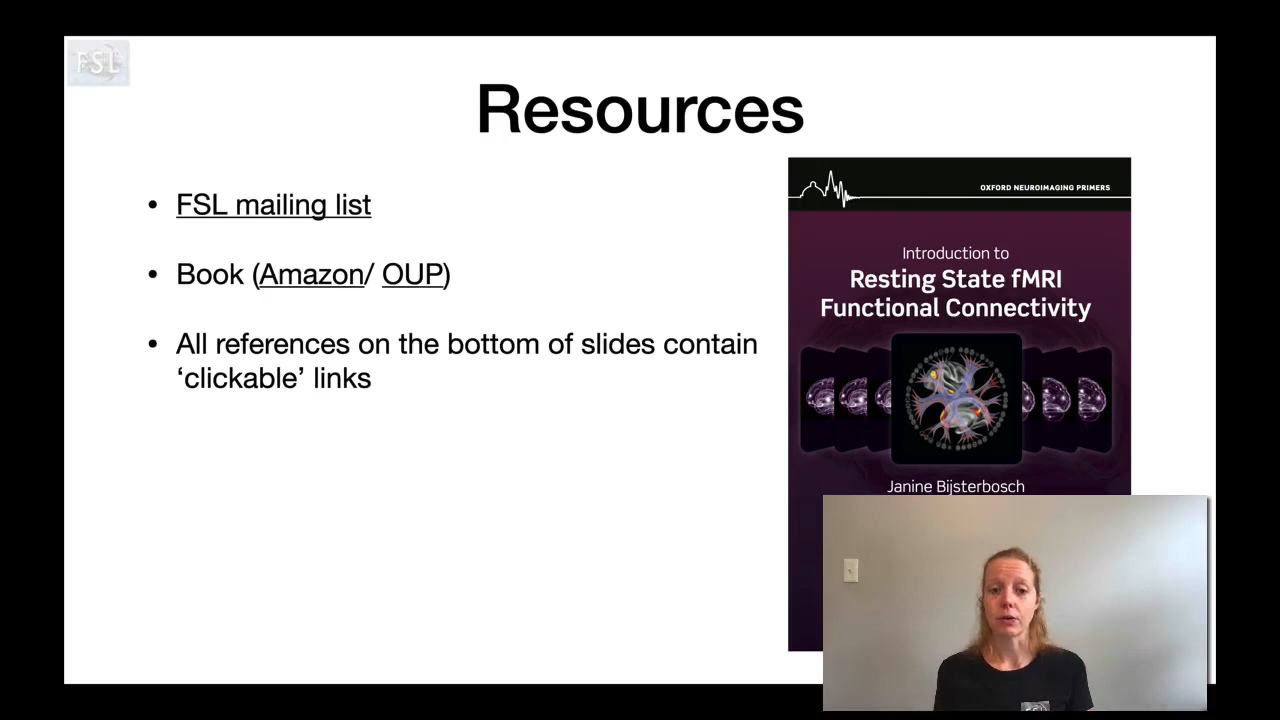 FSL
Resources
• FSL mailing list
• Book (Amazon/ OUP)
• All references on the bottom of slides contain
‘clickable’ links
OXFORD NEUROIMAGING PRIMERS
Introduction to
Resting State fMRI
Functional Connectivity
Janine Bijsterbosch